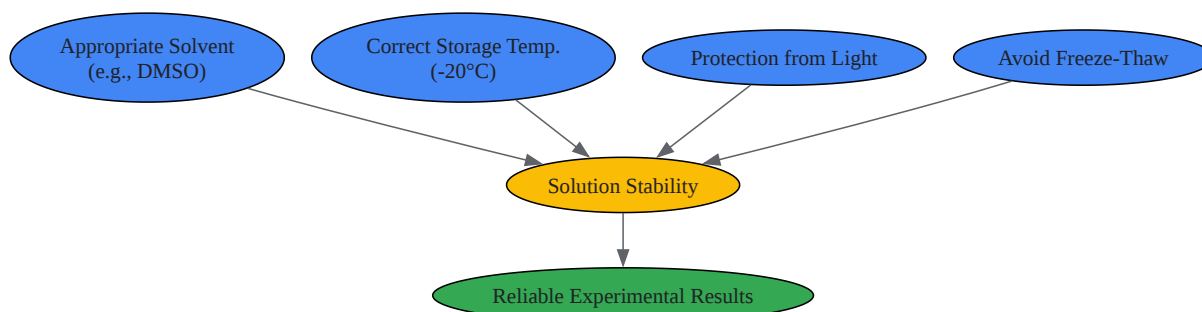 Appropriate Solvent
(e.g., DMSO)
Correct Storage Temp.
(-20°C)
Protection from Light
Avoid Freeze-Thaw
Solution Stability
Reliable Experimental Results